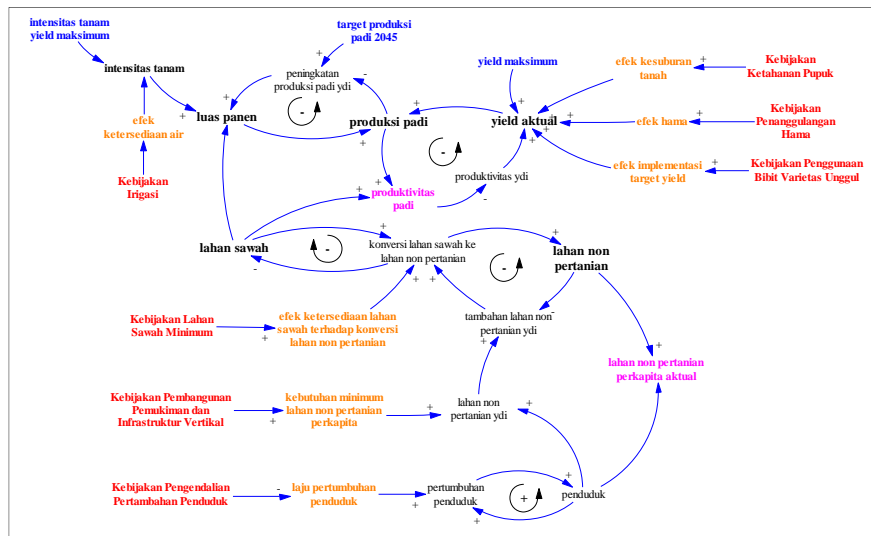 intensitas tanam
yield maksimum
target produksi
padi 2045
intensitas tanam
peningkatan
produksi padi ydi
yield maksimum
efek kesuburan
tanah
Kebijakan
Ketahanan Pupuk
efek
ketersediaan air
luas panen
produksi padi
yield aktual
efek hama
Kebijakan
Penanggulangan
Hama
Kebijakan
Irigasi
produktivitas
padi
produktivitas ydi
efek implementasi
target yield
Kebijakan Penggunaan
Bibit Varietas Unggul
lahan sawah
konversi lahan sawah ke
lahan non pertanian
lahan non
pertanian
Kebijakan Lahan
Sawah Minimum
efek ketersediaan lahan
sawah terhadap konversi
lahan non pertanian
tambahan lahan non
pertanian ydi
lahan non pertanian
perkapita aktual
Kebijakan Pembangunan
Pemukiman dan
Infrastruktur Vertikal
kebutuhan minimum
lahan non pertanian
perkapita
lahan non
pertanian ydi
Kebijakan Pengendalian
Pertambahan Penduduk
laju pertumbuhan
penduduk
pertumbuhan
penduduk
penduduk